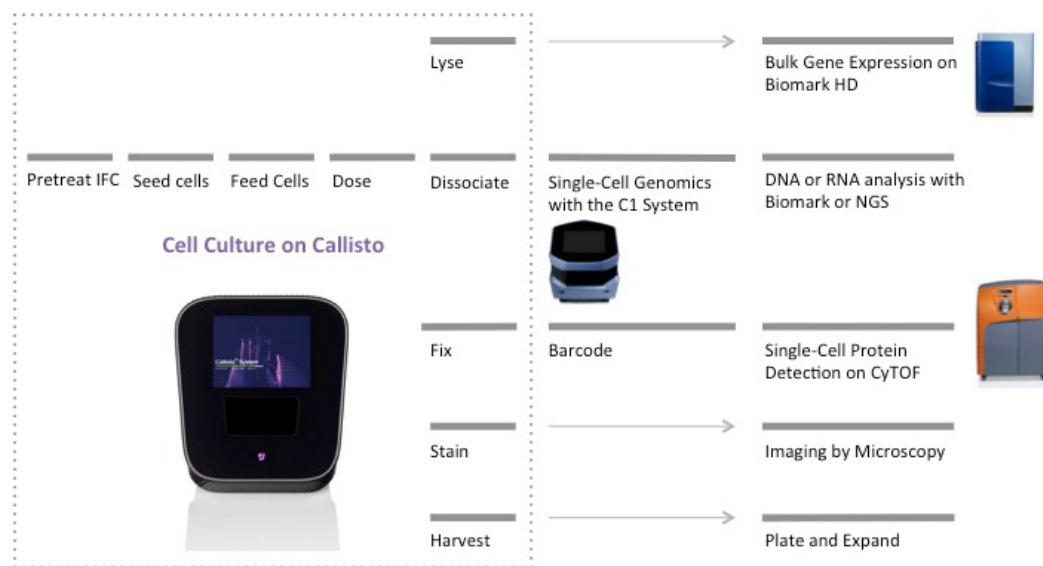 Lyse
Bulk Gene Expression on
Biomark HD
Pretreat IFC
Seed cells
Feed Cells
Dose
Dissociate
Single-Cell Genomics
with the C1 System
DNA or RNA analysis with
Biomark or NGS
Cell Culture on Callisto
Callisto System
Fix
Barcode
Single-Cell Protein
Detection on CyTOF
Stain
Imaging by Microscopy
Harvest
Plate and Expand